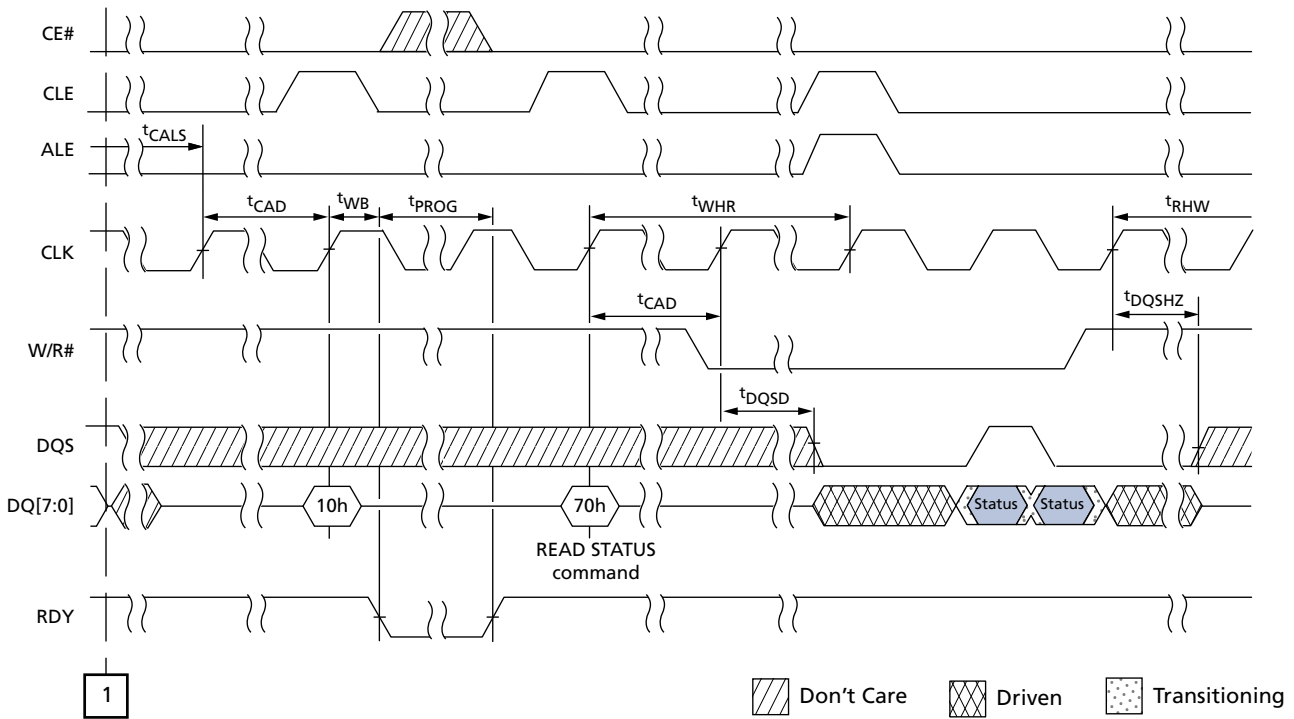 CE#
CLE
tCALS
ALE
tCAD
tWB
tPROG
tWHR
tRHW
CLK
tCAD
tDQSHZ
W/R#
tDQSD
DQS
DQ[7:0]
10h
70h
Status
Status
READ STATUS
command
RDY
1
Don't Care
Driven
Transitioning